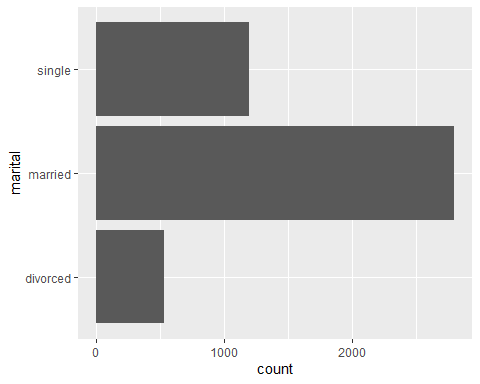 single
married
divorced
marital
0 1000 2000
count